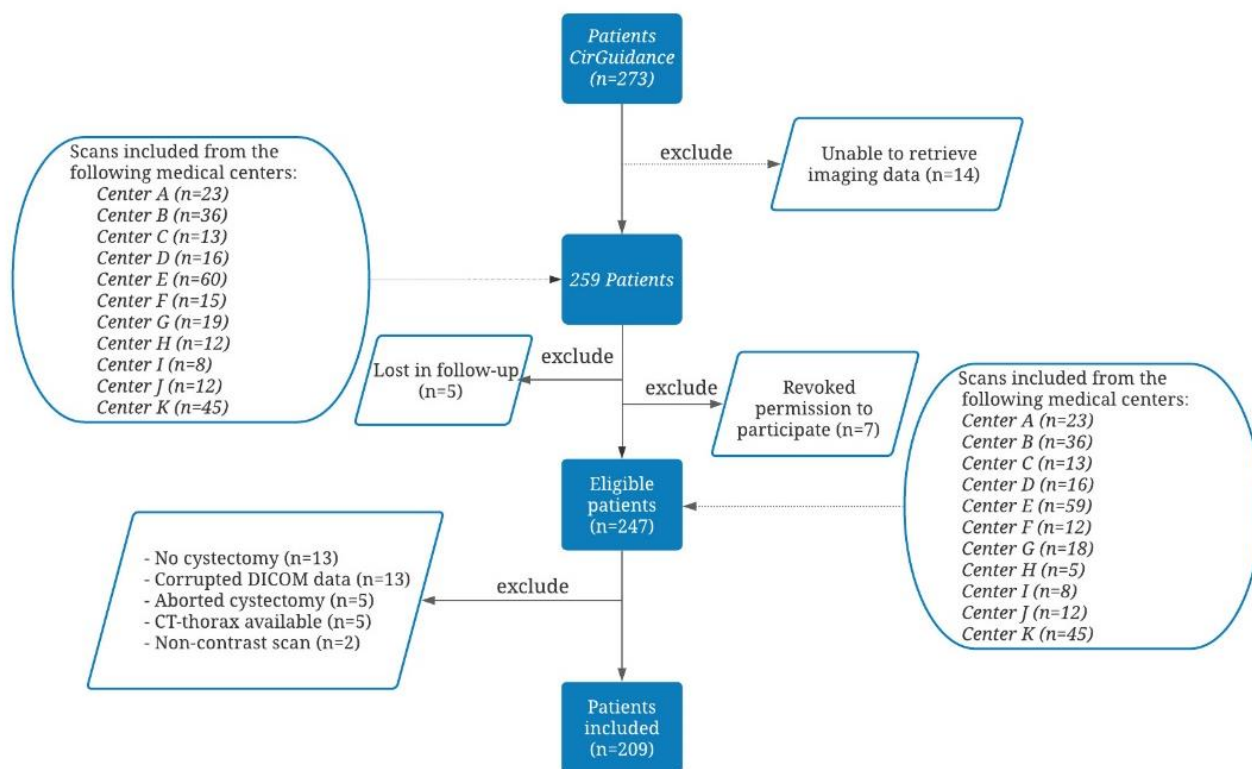 Patients
CirGuidance
(n=273)
exclude
Unable to retrieve
imaging data (n=14)
Scans included from the
following medical centers:
Center A (n=23)
Center B (n=36)
Center C (n=13)
Center D (n=16)
Center E (n=60)
Center F (n=15)
Center G (n=19)
Center H (n=12)
Center I (n=8)
Center J (n=12)
Center K (n=45)
259 Patients
exclude
Lost in follow-up
(n=5)
exclude
Revoked
permission to
participate (n=7)
Scans included from the
following medical centers:
Center A (n=23)
Center B (n=36)
Center C (n=13)
Center D (n=16)
Center E (n=59)
Center F (n=12)
Center G (n=18)
Center H (n=5)
Center I (n=8)
Center J (n=12)
Center K (n=45)
Eligible
patients
(n=247)
exclude
- No cystectomy (n=13)
- Corrupted DICOM data (n=13)
- Aborted cystectomy (n=5)
- CT-thorax available (n=5)
- Non-contrast scan (n=2)
Patients
included
(n=209)